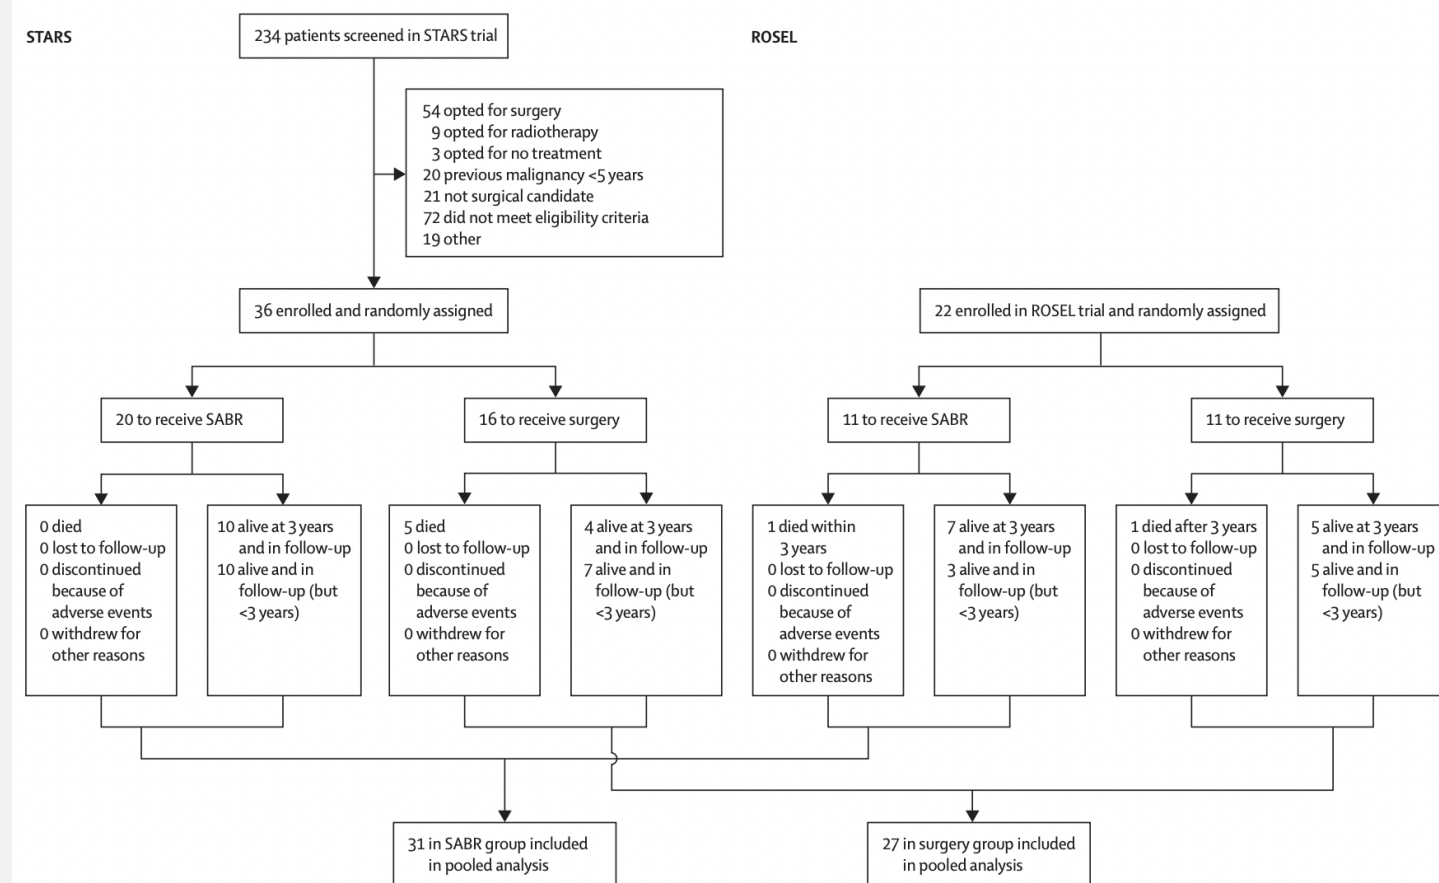 STARS
234 patients screened in STARS trial
ROSEL
54 opted for surgery
9 opted for radiotherapy
3 opted for no treatment
20 previous malignancy <5 years
21 not surgical candidate
72 did not meet eligibility criteria
19 other
36 enrolled and randomly assigned
22 enrolled in ROSEL trial and randomly assigned
20 to receive SABR
16 to receive surgery
11 to receive SABR
11 to receive surgery
0 died
0 lost to follow-up
0 discontinued
because of
adverse events
0 withdrew for
other reasons
10 alive at 3 years
and in follow-up
10 alive and in
follow-up (but
<3 years)
5 died
0 lost to follow-up
0 discontinued
because of
adverse events
0 withdrew for
other reasons
4 alive at 3 years
and in follow-up
7 alive and in
follow-up (but
<3 years)
1 died within
3 years
0 lost to follow-up
0 discontinued
because of
adverse events
0 withdrew for
other reasons
7 alive at 3 years
and in follow-up
3 alive and in
follow-up (but
<3 years)
1 died after 3 years
0 lost to follow-up
0 discontinued
because of
adverse events
0 withdrew for
other reasons
5 alive at 3 years
and in follow-up
5 alive and in
follow-up (but
<3 years)
31 in SABR group included
in pooled analysis
27 in surgery group included
in pooled analysis